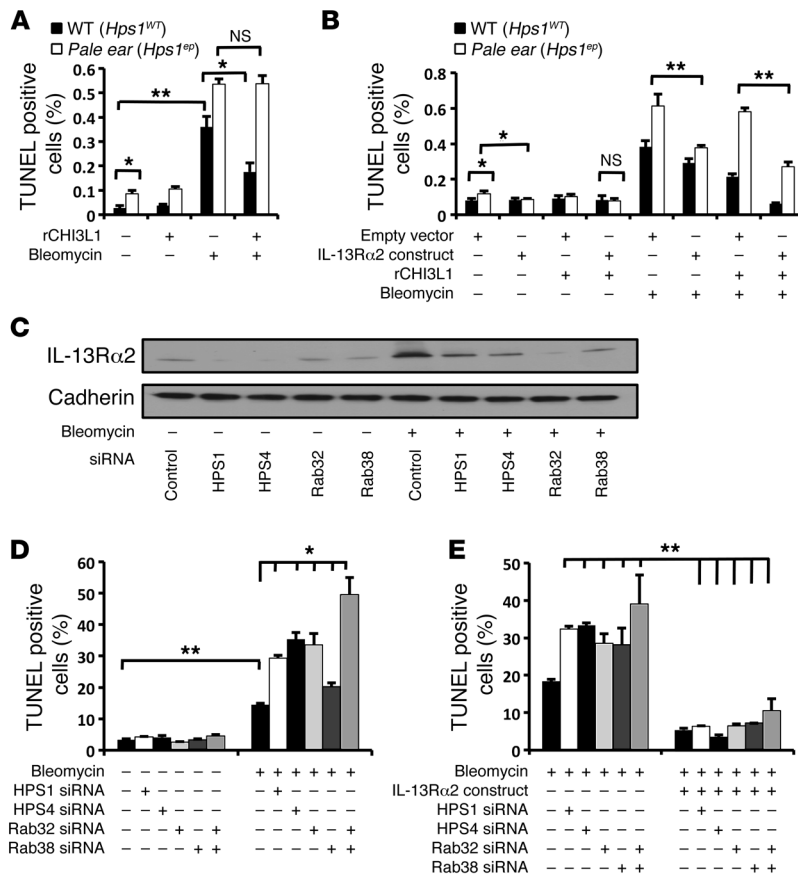 A
WT (Hps1WT)
Pale ear (Hps1ep)
NS
*
**
*
TUNEL positive
cells (%)
0.6
0.5
0.4
0.3
0.2
0.1
0
rCHI3L1 – + – +
Bleomycin – – + +
B
WT (Hps1WT)
Pale ear (Hps1ep)
**
**
*
*
NS
TUNEL positive
cells (%)
0.8
0.6
0.4
0.2
0
Empty vector + – + – + – + –
IL-13Rα2 construct – + – + – + – +
rCHI3L1 – – + + – – + +
Bleomycin – – – – + + + +
C
IL-13Rα2
Cadherin
Bleomycin – – – – – + + + + +
siRNA Control HPS1 HPS4 Rab32 Rab38 Control HPS1 HPS4 Rab32 Rab38
D
*
**
TUNEL positive
cells (%)
60
50
40
30
20
10
0
Bleomycin – – – – – – + + + + + +
HPS1 siRNA – + – – – – – + – – – –
HPS4 siRNA – – + – – – – – + – – –
Rab32 siRNA – – – + – + – – – + – +
Rab38 siRNA – – – – + + – – – – + +
E
**
TUNEL positive
cells (%)
50
40
30
20
10
0
Bleomycin + + + + + + + + + + + +
IL-13Rα2 construct – – – – – – + + + + + +
HPS1 siRNA – + – – – – – + – – – –
HPS4 siRNA – – + – – – – – + – – –
Rab32 siRNA – – – + – + – – – + – +
Rab38 siRNA – – – – + + – – – – + +